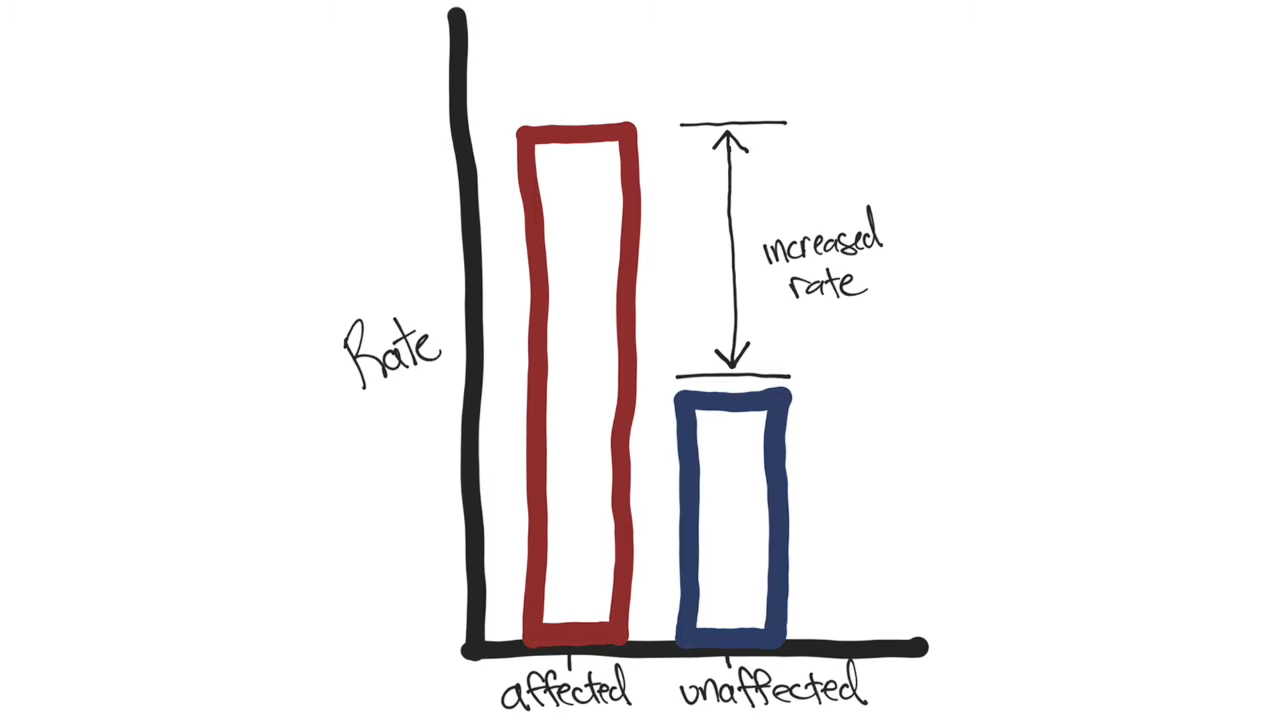 increased
rate
Rate
affected
unaffected